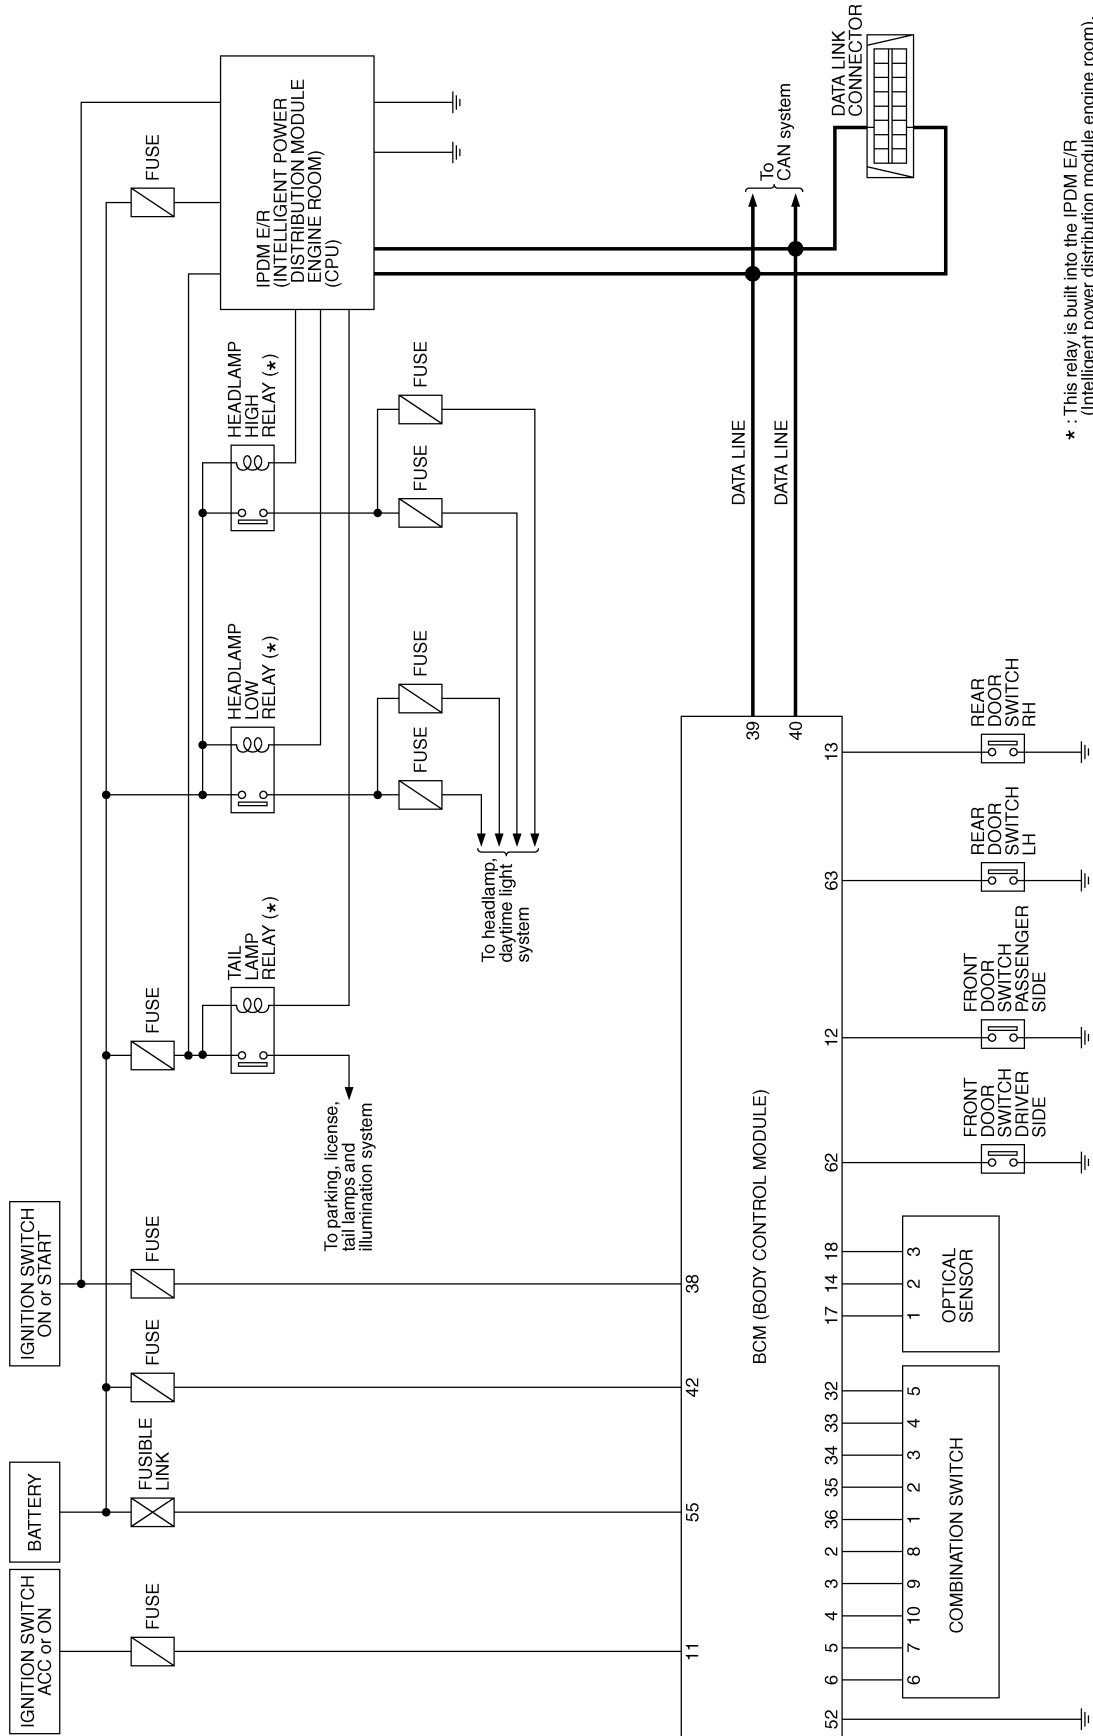 IGNITION SWITCH
ACC or ON
BATTERY
IGNITION SWITCH
ON or START
FUSE
FUSIBLE
LINK
FUSE
FUSE
FUSE
FUSE
TAIL
LAMP
RELAY (*)
HEADLAMP
LOW
RELAY (*)
HEADLAMP
HIGH
RELAY (*)
IPDM E/R
(INTELLIGENT POWER
DISTRIBUTION MODULE
ENGINE ROOM)
(CPU)
To parking, license,
tail lamps and
illumination system
FUSE
FUSE
FUSE
FUSE
To headlamp,
daytime light
system
11
55
42
38
BCM (BODY CONTROL MODULE)
39
40
DATA LINE
DATA LINE
To
CAN system
DATA LINK
CONNECTOR
52
6
5
4
3
2
36
35
34
33
32
17
14
18
62
12
63
13
6
7
10
9
8
1
2
3
4
5
COMBINATION SWITCH
1
2
3
OPTICAL
SENSOR
FRONT
DOOR
SWITCH
DRIVER
SIDE
FRONT
DOOR
SWITCH
PASSENGER
SIDE
REAR
DOOR
SWITCH
LH
REAR
DOOR
SWITCH
RH
* : This relay is built into the IPDM E/R
(Intelligent power distribution module engine room).